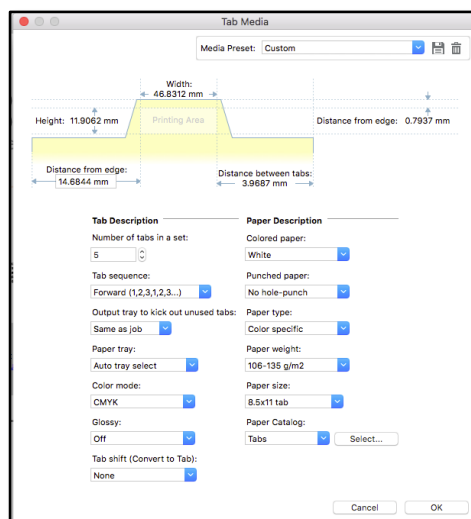 Tab Media
Media Preset: Custom
Width:
46.8312 mm
Height: 11.9062 mm
Printing Area
Distance from edge: 0.7937 mm
Distance from edge:
14.6844 mm
Distance between tabs:
3.9687 mm
Tab Description
Number of tabs in a set:
5
Tab sequence:
Forward (1,2,3,1,2,3...)
Output tray to kick out unused tabs:
Same as job
Paper tray:
Auto tray select
Color mode:
CMYK
Glossy:
Off
Tab shift (Convert to Tab):
None
Paper Description
Colored paper:
White
Punched paper:
No hole-punch
Paper type:
Color specific
Paper weight:
106-135 g/m2
Paper size:
8.5x11 tab
Paper Catalog:
Tabs
Select...
Cancel
OK